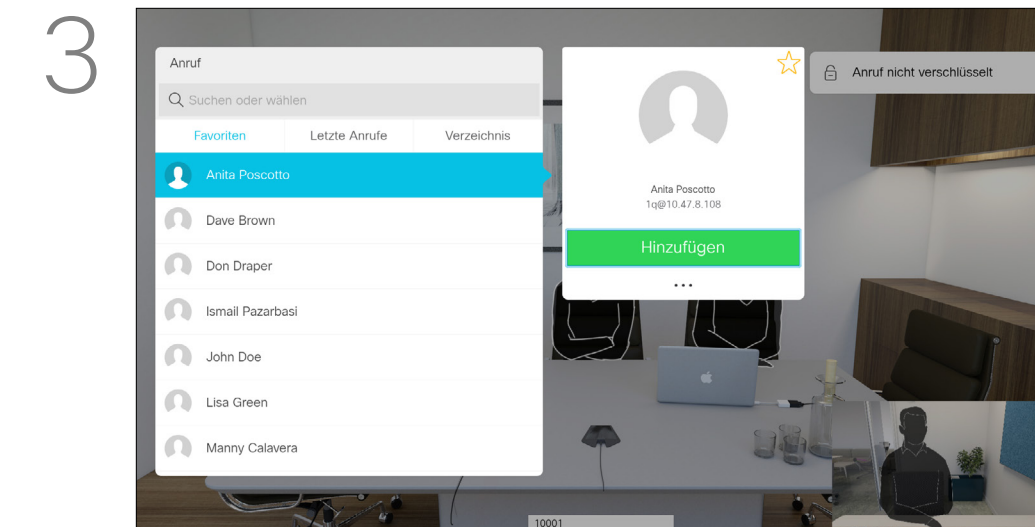 3
Anruf
Suchen oder wählen
Favoriten Letzte Anrufe Verzeichnis
Anita Poscotto
Dave Brown
Don Draper
Ismail Pazarbasi
John Doe
Lisa Green
Manny Calavera
Anita Poscotto
1q@10.47.8.108
Hinzufügen
...
Anruf nicht verschlüsselt
10001